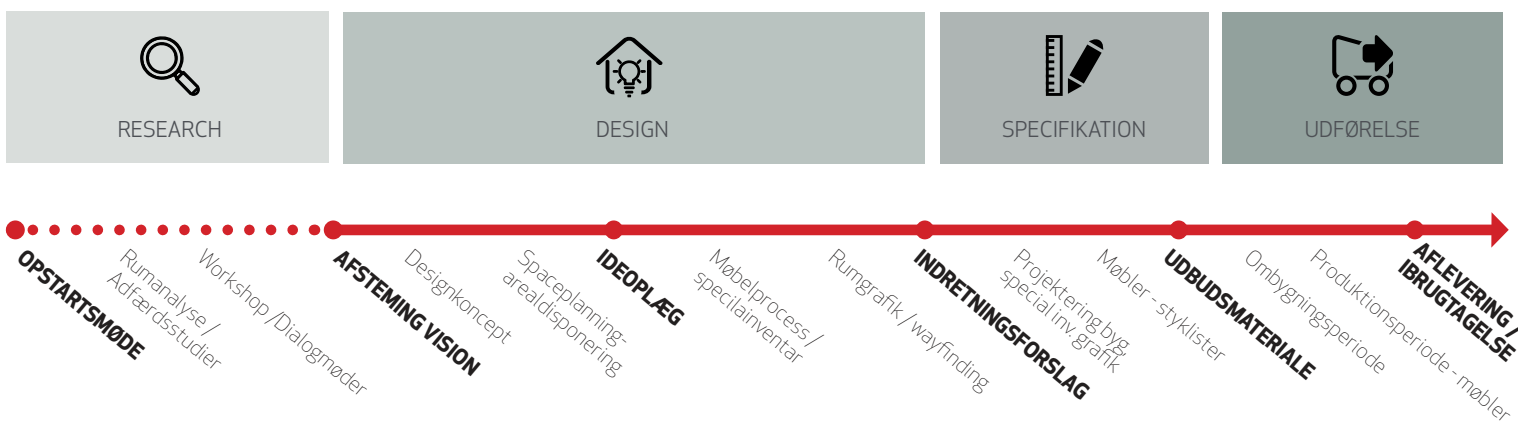 RESEARCH
DESIGN
SPECIFIKATION
UDFØRELSE
OPSTARTSMØDE
Rumanalyse /
Adfærdsstudier
Workshop /Dialogmøder
AFSTEMING VISION
Designkoncept
Spaceplanning-
arealdisponering
IDEOPLÆG
Møbelprocess /
specilainventar
Rumgrafik / wayfinding
INDRETNINGSFORSLAG
Projektering byg,
special inv. grafik
Møbler - styklister
UDBUDSMATERIALE
Ombygningsperiode
Produktionsperiode - møbler
AFLEVERING /
IBRUGTAGELSE